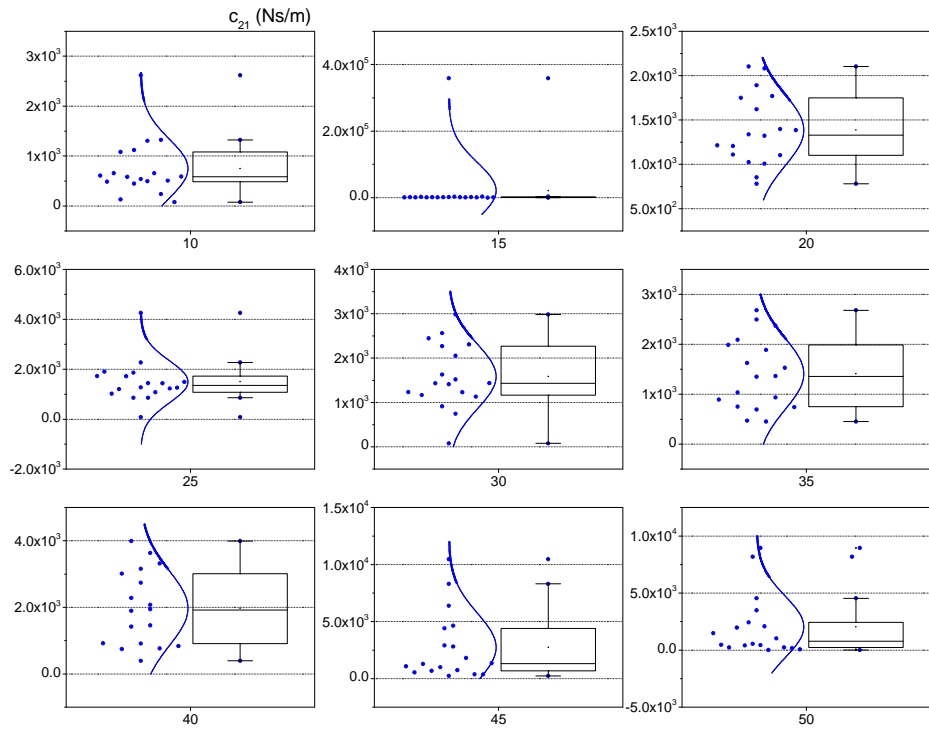 c₂₁ (Ns/m)
3x10³
2x10³
1x10³
0
10
4.0x10⁵
2.0x10⁵
0.0
15
2.5x10³
2.0x10³
1.5x10³
1.0x10³
5.0x10²
20
6.0x10³
4.0x10³
2.0x10³
0.0
-2.0x10³
25
4x10³
3x10³
2x10³
1x10³
0
30
3x10³
2x10³
1x10³
0
35
4.0x10³
2.0x10³
0.0
40
1.5x10⁴
1.0x10⁴
5.0x10³
0.0
45
1.0x10⁴
5.0x10³
0.0
-5.0x10³
50